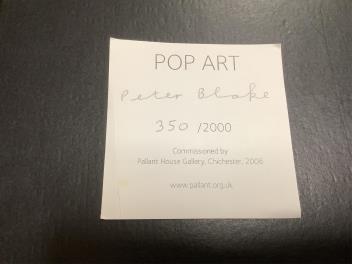 POP ART
Peter Blake
350 /2000
Commissioned by
Pallant House Gallery, Chichester, 2006
www.pallant.org.uk